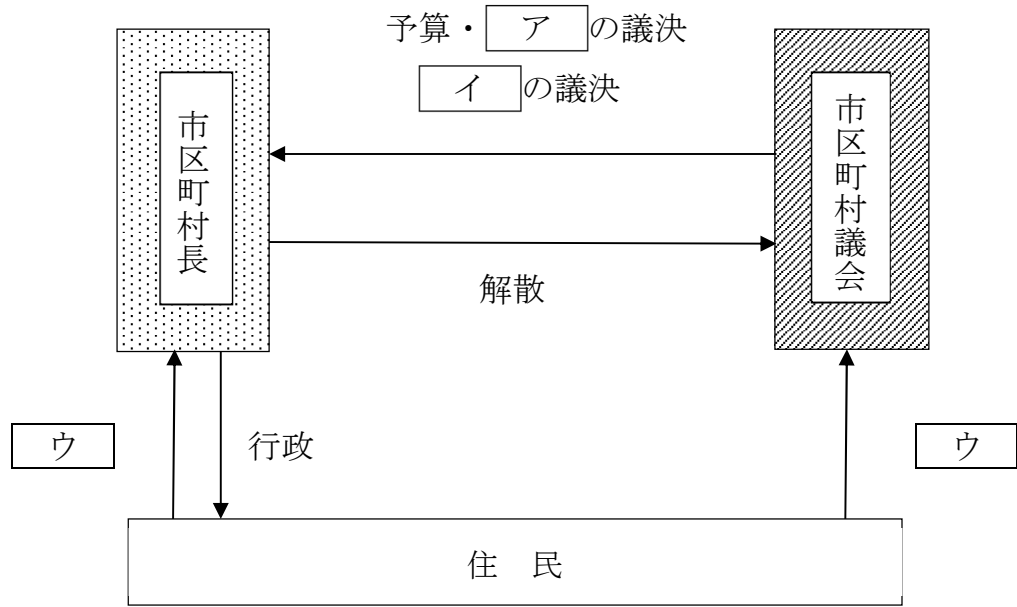 予算・ア の議決
イ の議決
市区町村長
市区町村議会
解散
ウ
行政
ウ
住 民